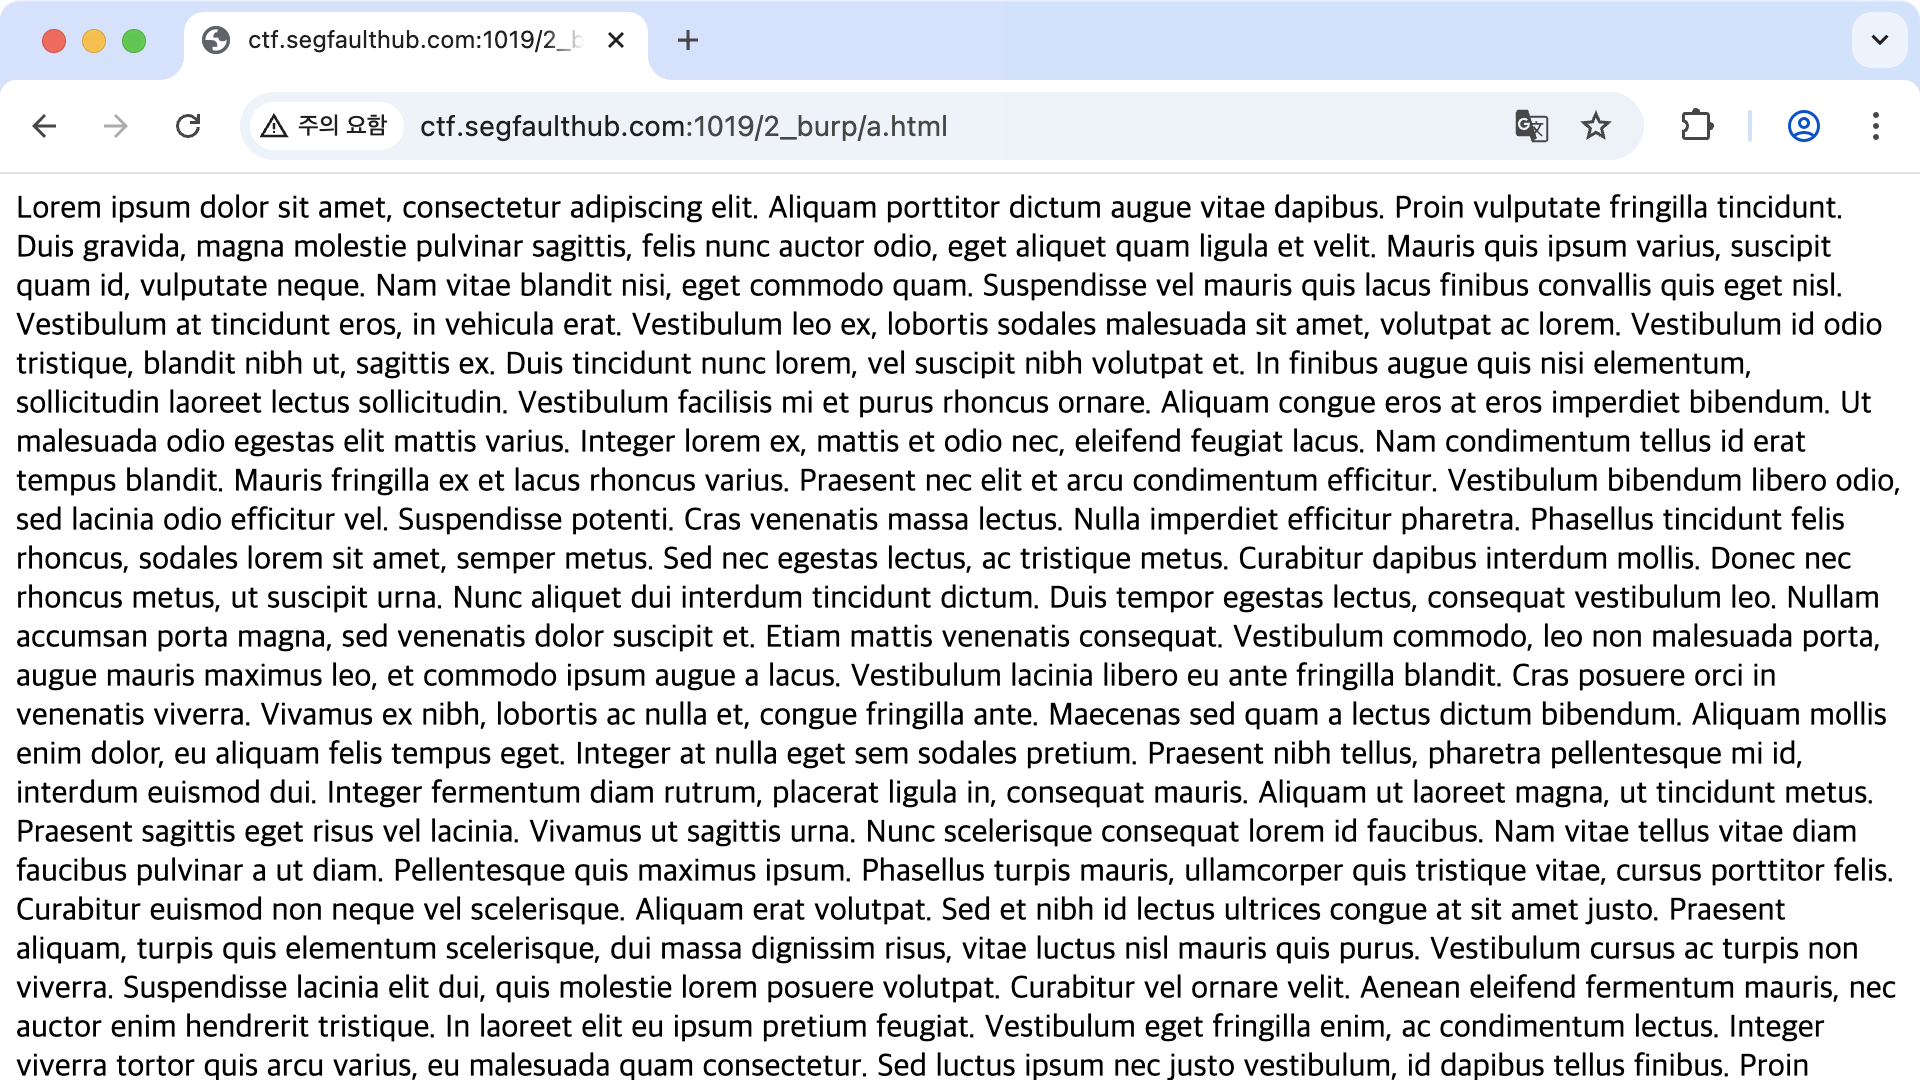 ctf.segfaulthub.com:1019/2_b
주의 요함
ctf.segfaulthub.com:1019/2_burp/a.html
Lorem ipsum dolor sit amet, consectetur adipiscing elit. Aliquam porttitor dictum augue vitae dapibus. Proin vulputate fringilla tincidunt.
Duis gravida, magna molestie pulvinar sagittis, felis nunc auctor odio, eget aliquet quam ligula et velit. Mauris quis ipsum varius, suscipit
quam id, vulputate neque. Nam vitae blandit nisi, eget commodo quam. Suspendisse vel mauris quis lacus finibus convallis quis eget nisl.
Vestibulum at tincidunt eros, in vehicula erat. Vestibulum leo ex, lobortis sodales malesuada sit amet, volutpat ac lorem. Vestibulum id odio
tristique, blandit nibh ut, sagittis ex. Duis tincidunt nunc lorem, vel suscipit nibh volutpat et. In finibus augue quis nisi elementum,
sollicitudin laoreet lectus sollicitudin. Vestibulum facilisis mi et purus rhoncus ornare. Aliquam congue eros at eros imperdiet bibendum. Ut
malesuada odio egestas elit mattis varius. Integer lorem ex, mattis et odio nec, eleifend feugiat lacus. Nam condimentum tellus id erat
tempus blandit. Mauris fringilla ex et lacus rhoncus varius. Praesent nec elit et arcu condimentum efficitur. Vestibulum bibendum libero odio,
sed lacinia odio efficitur vel. Suspendisse potenti. Cras venenatis massa lectus. Nulla imperdiet efficitur pharetra. Phasellus tincidunt felis
rhoncus, sodales lorem sit amet, semper metus. Sed nec egestas lectus, ac tristique metus. Curabitur dapibus interdum mollis. Donec nec
rhoncus metus, ut suscipit urna. Nunc aliquet dui interdum tincidunt dictum. Duis tempor egestas lectus, consequat vestibulum leo. Nullam
accumsan porta magna, sed venenatis dolor suscipit et. Etiam mattis venenatis consequat. Vestibulum commodo, leo non malesuada porta,
augue mauris maximus leo, et commodo ipsum augue a lacus. Vestibulum lacinia libero eu ante fringilla blandit. Cras posuere orci in
venenatis viverra. Vivamus ex nibh, lobortis ac nulla et, congue fringilla ante. Maecenas sed quam a lectus dictum bibendum. Aliquam mollis
enim dolor, eu aliquam felis tempus eget. Integer at nulla eget sem sodales pretium. Praesent nibh tellus, pharetra pellentesque mi id,
interdum euismod dui. Integer fermentum diam rutrum, placerat ligula in, consequat mauris. Aliquam ut laoreet magna, ut tincidunt metus.
Praesent sagittis eget risus vel lacinia. Vivamus ut sagittis urna. Nunc scelerisque consequat lorem id faucibus. Nam vitae tellus vitae diam
faucibus pulvinar a ut diam. Pellentesque quis maximus ipsum. Phasellus turpis mauris, ullamcorper quis tristique vitae, cursus porttitor felis.
Curabitur euismod non neque vel scelerisque. Aliquam erat volutpat. Sed et nibh id lectus ultrices congue at sit amet justo. Praesent
aliquam, turpis quis elementum scelerisque, dui massa dignissim risus, vitae luctus nisl mauris quis purus. Vestibulum cursus ac turpis non
viverra. Suspendisse lacinia elit dui, quis molestie lorem posuere volutpat. Curabitur vel ornare velit. Aenean eleifend fermentum mauris, nec
auctor enim hendrerit tristique. In laoreet elit eu ipsum pretium feugiat. Vestibulum eget fringilla enim, ac condimentum lectus. Integer
viverra tortor quis arcu varius, eu malesuada quam consectetur. Sed luctus ipsum nec justo vestibulum, id dapibus tellus finibus. Proin